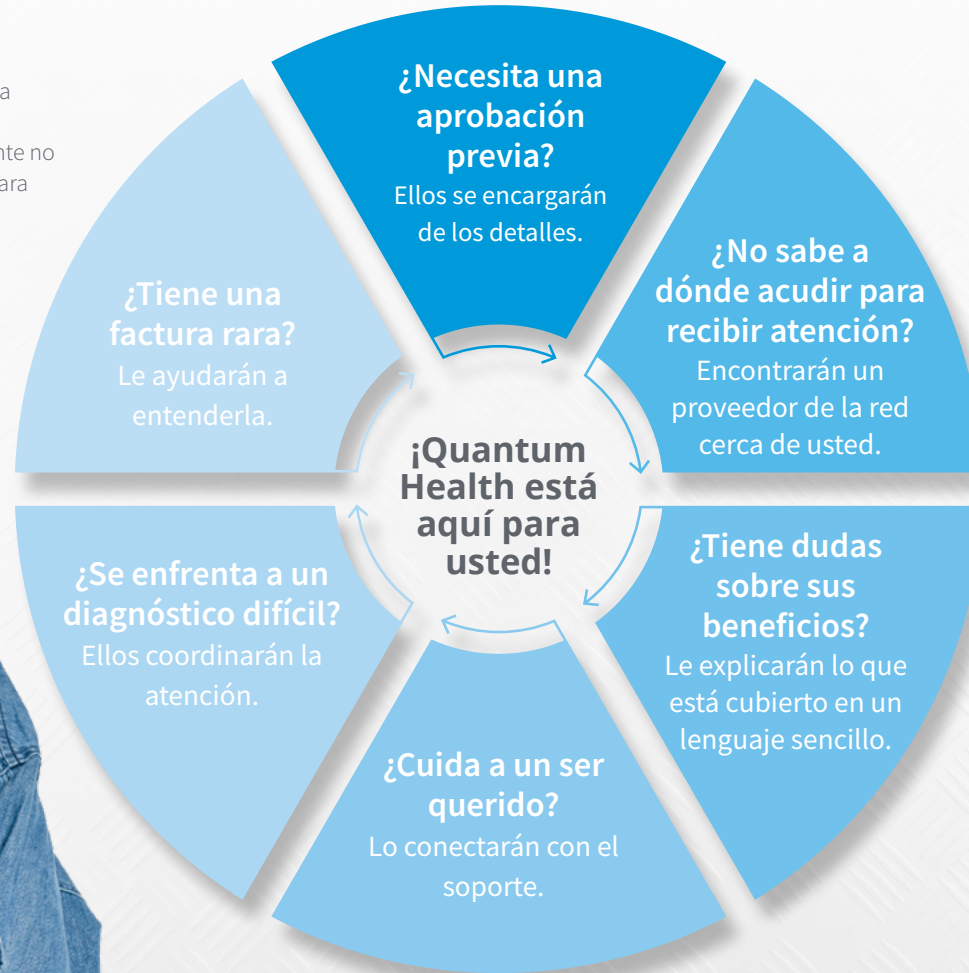 a
nte no
ara
¿Necesita una
aprobación
previa?
Ellos se encargarán
de los detalles.
¿No sabe a
dónde acudir para
recibir atención?
Encontrarán un
proveedor de la red
cerca de usted.
¿Tiene dudas
sobre sus
beneficios?
Le explicarán lo que
está cubierto en un
lenguaje sencillo.
¿Cuida a un ser
querido?
Lo conectarán con el
soporte.
¿Se enfrenta a un
diagnóstico difícil?
Ellos coordinarán la
atención.
¿Tiene una
factura rara?
Le ayudarán a
entenderla.
¡Quantum
Health está
aquí para
usted!